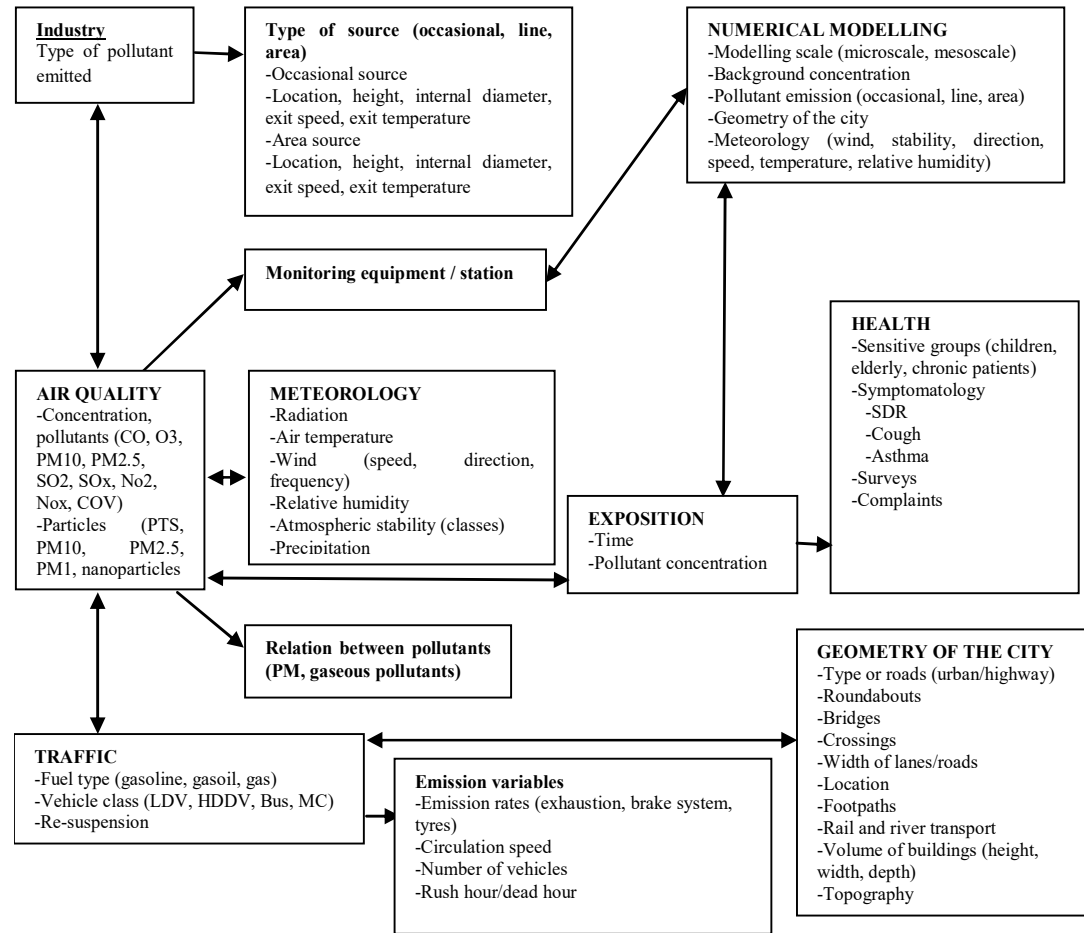 Industry
Type of pollutant
emitted
Type of source (occasional, line,
area)
-Occasional source
-Location, height, internal diameter,
exit speed, exit temperature
-Area source
-Location, height, internal diameter,
exit speed, exit temperature
NUMERICAL MODELLING
-Modelling scale (microscale, mesoscale)
-Background concentration
-Pollutant emission (occasional, line, area)
-Geometry of the city
-Meteorology (wind, stability, direction,
speed, temperature, relative humidity)
Monitoring equipment / station
HEALTH
-Sensitive groups (children,
elderly, chronic patients)
-Symptomatology
-SDR
-Cough
-Asthma
-Surveys
-Complaints
AIR QUALITY
-Concentration,
pollutants (CO, O3,
PM10, PM2.5,
SO2, SOx, No2,
Nox, COV)
-Particles (PTS,
PM10, PM2.5,
PM1, nanoparticles
METEOROLOGY
-Radiation
-Air temperature
-Wind (speed, direction,
frequency)
-Relative humidity
-Atmospheric stability (classes)
-Precipitation
EXPOSITION
-Time
-Pollutant concentration
Relation between pollutants
(PM, gaseous pollutants)
GEOMETRY OF THE CITY
-Type or roads (urban/highway)
-Roundabouts
-Bridges
-Crossings
-Width of lanes/roads
-Location
-Footpaths
-Rail and river transport
-Volume of buildings (height,
width, depth)
-Topography
TRAFFIC
-Fuel type (gasoline, gasoil, gas)
-Vehicle class (LDV, HDDV, Bus, MC)
-Re-suspension
Emission variables
-Emission rates (exhaustion, brake system,
tyres)
-Circulation speed
-Number of vehicles
-Rush hour/dead hour